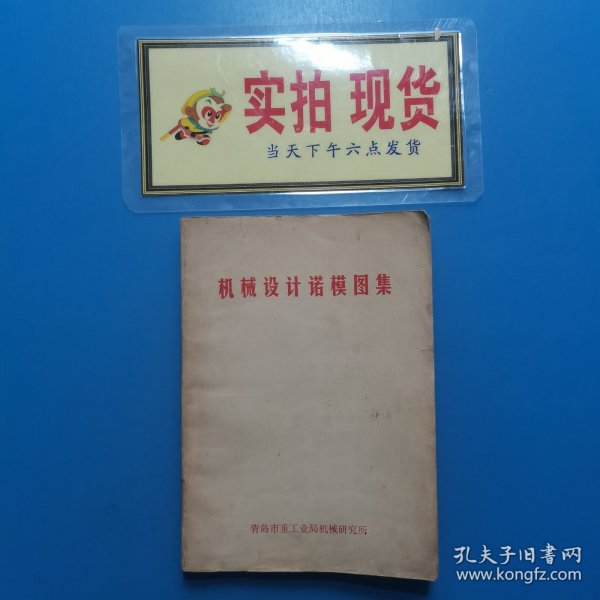 实拍 现货
当天下午六点发货
机械设计诺模图集
青岛市重工业局机械研究所
孔夫子旧书网
www.kongfz.com